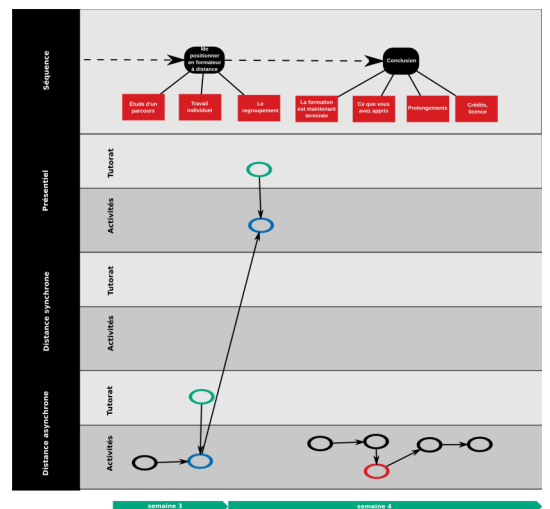 Séquence
Me
positionner
en formateur
à distance
Conclusion
Étude d'un
parcours
Travail
individuel
Le
regroupement
La formation
est maintenant
terminée
Ce que vous
avez appris
Prolongements
Crédits,
licence
Présentiel
Tutorat
Activités
Distance synchrone
Tutorat
Activités
Distance asynchrone
Tutorat
Activités
semaine 3
semaine 4